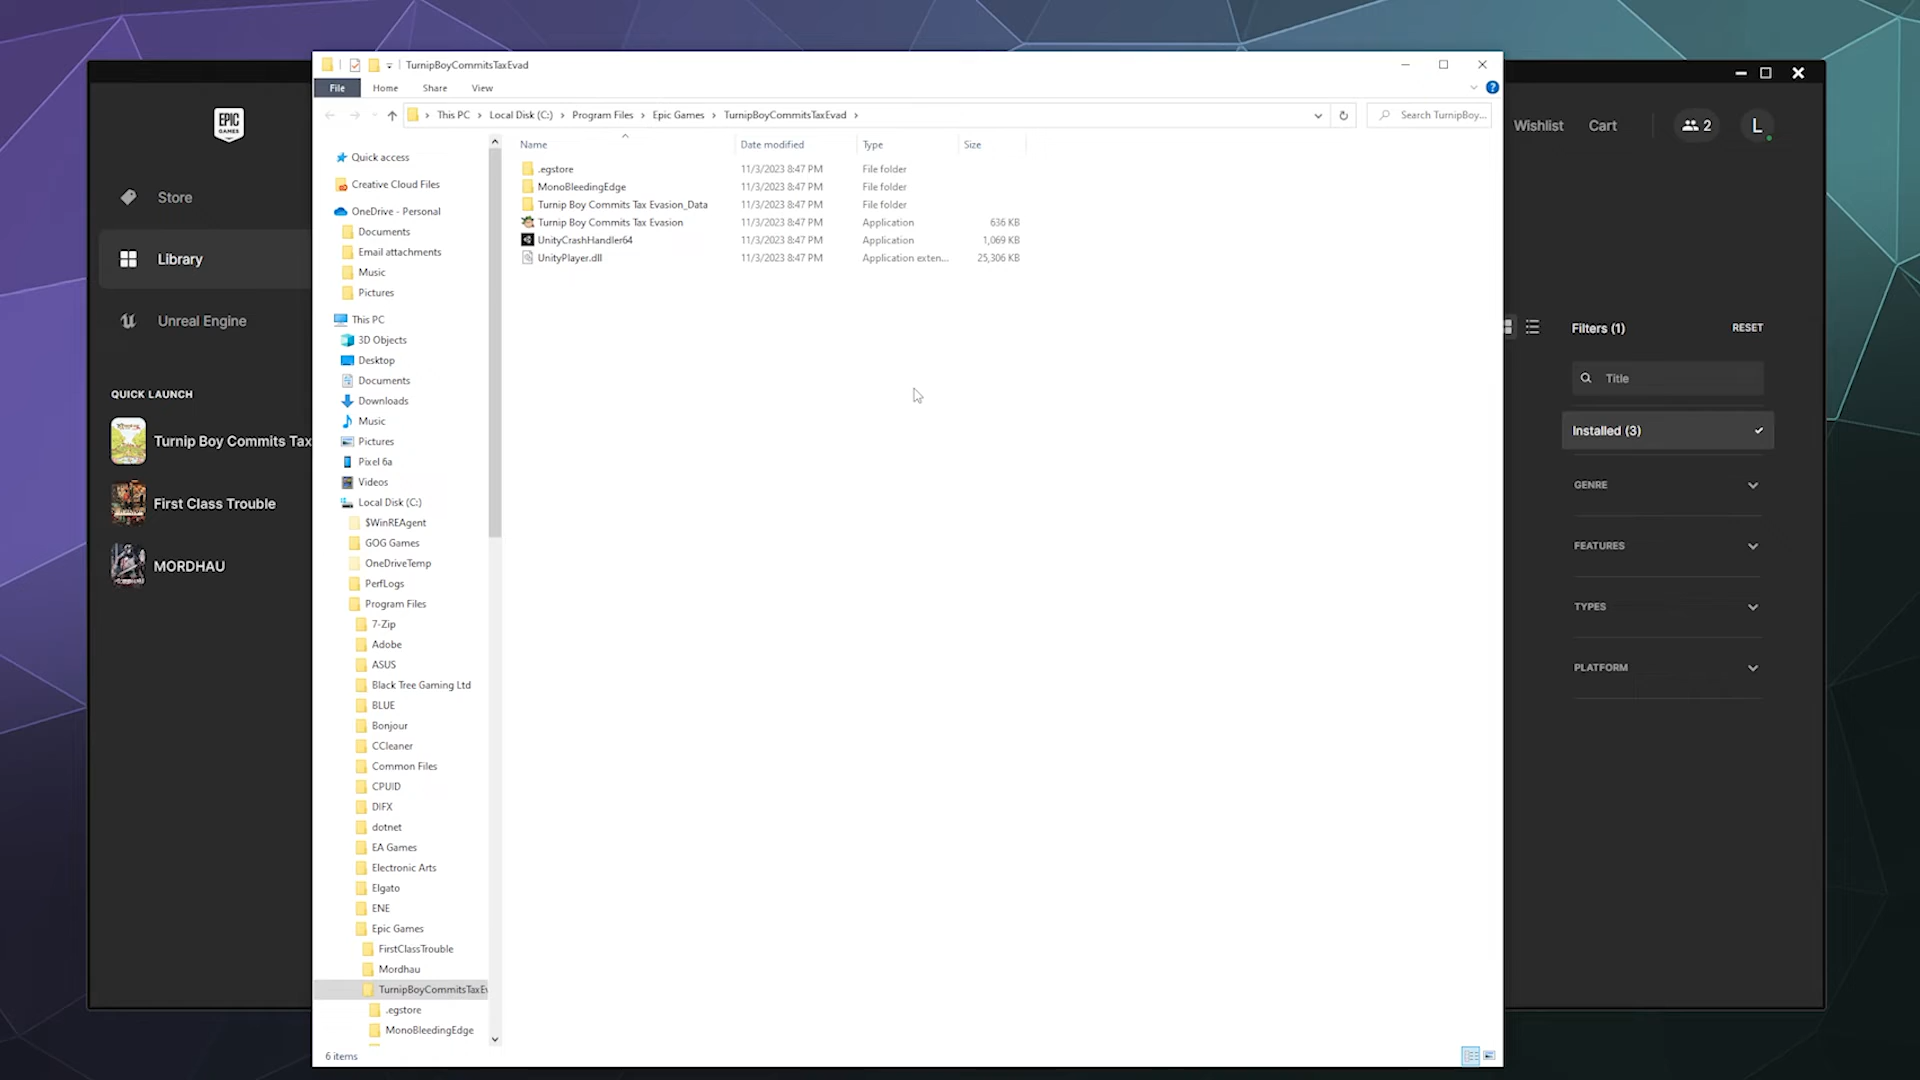 TurnipBoyCommitsTaxEvad
File Home Share View
This PC Local Disk (C:) Program Files Epic Games TurnipBoyCommitsTaxEvad
Search TurnipBoy...
Name Date modified Type Size
.egstore 11/3/2023 8:47 PM File folder
MonoBleedingEdge 11/3/2023 8:47 PM File folder
Turnip Boy Commits Tax Evasion_Data 11/3/2023 8:47 PM File folder
Turnip Boy Commits Tax Evasion 11/3/2023 8:47 PM Application 636 KB
UnityCrashHandler64 11/3/2023 8:47 PM Application 1,069 KB
UnityPlayer.dll 11/3/2023 8:47 PM Application exten... 25,306 KB
Quick access
Creative Cloud Files
OneDrive - Personal
Documents
Email attachments
Music
Pictures
This PC
3D Objects
Desktop
Documents
Downloads
Music
Pictures
Pixel 6a
Videos
Local Disk (C:)
$WinREAgent
GOG Games
OneDriveTemp
PerfLogs
Program Files
7-Zip
Adobe
ASUS
Black Tree Gaming Ltd
BLUE
Bonjour
CCleaner
Common Files
CPUID
DIFX
dotnet
EA Games
Electronic Arts
Elgato
ENE
Epic Games
FirstClassTrouble
Mordhau
TurnipBoyCommitsTaxEv
.egstore
MonoBleedingEdge
6 items
EPIC
GAMES
Store
Library
Unreal Engine
QUICK LAUNCH
Turnip Boy Commits Tax
First Class Trouble
MORDHAU
Wishlist Cart 2 L
Filters (1) RESET
Title
Installed (3)
GENRE
FEATURES
TYPES
PLATFORM